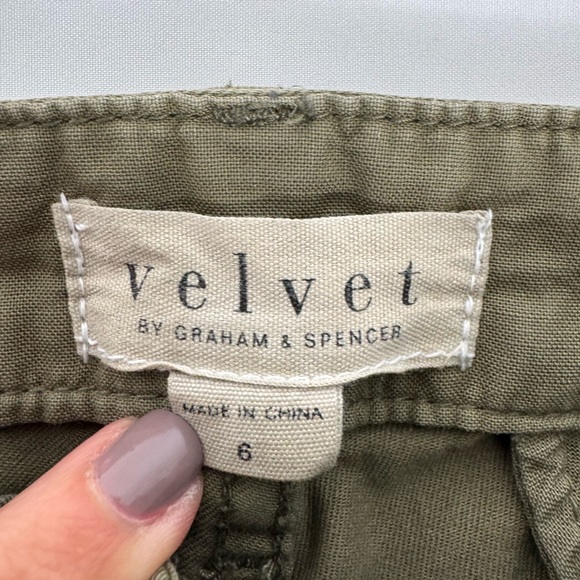 velvet
BY GRAHAM & SPENCER
MADE IN CHINA
6